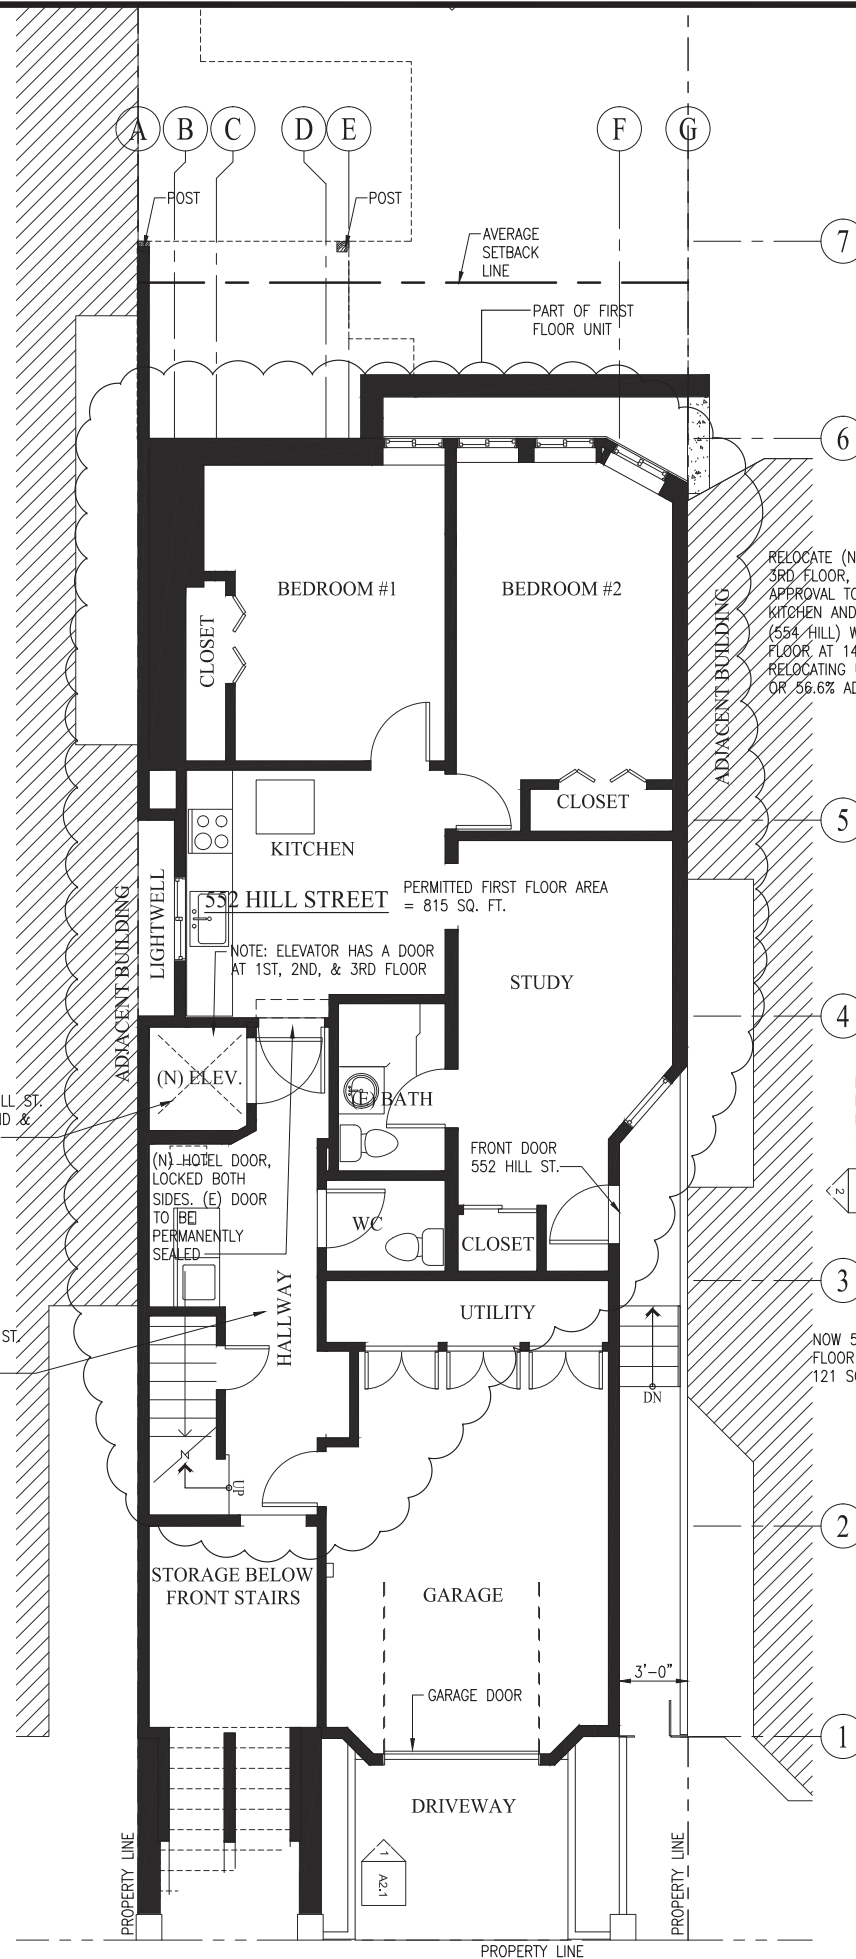 A B C D E F G
POST
POST
7
AVERAGE
SETBACK
LINE
PART OF FIRST
FLOOR UNIT
6
RELOCATE (N
3RD FLOOR,
APPROVAL TO
KITCHEN AND
(554 HILL) W
FLOOR AT 14
RELOCATING
OR 56.6% AD
BEDROOM #1
BEDROOM #2
CLOSET
ADJACENT BUILDING
CLOSET
5
KITCHEN
552 HILL STREET
PERMITTED FIRST FLOOR AREA
= 815 SQ. FT.
LIGHTWELL
ADJACENT BUILDING
NOTE: ELEVATOR HAS A DOOR
AT 1ST, 2ND, & 3RD FLOOR
STUDY
4
(N) ELEV.
(E) BATH
LL ST.
ND &
(N) HOTEL DOOR,
LOCKED BOTH
SIDES. (E) DOOR
TO BE
PERMANENTLY
SEALED
FRONT DOOR
552 HILL ST.
2
WC
CLOSET
3
HALLWAY
UTILITY
ST.
NOW 5
FLOOR
121 SQ
DN
UP
2
STORAGE BELOW
FRONT STAIRS
GARAGE
3'-0"
GARAGE DOOR
1
DRIVEWAY
1
A2.1
PROPERTY LINE
PROPERTY LINE
PROPERTY LINE